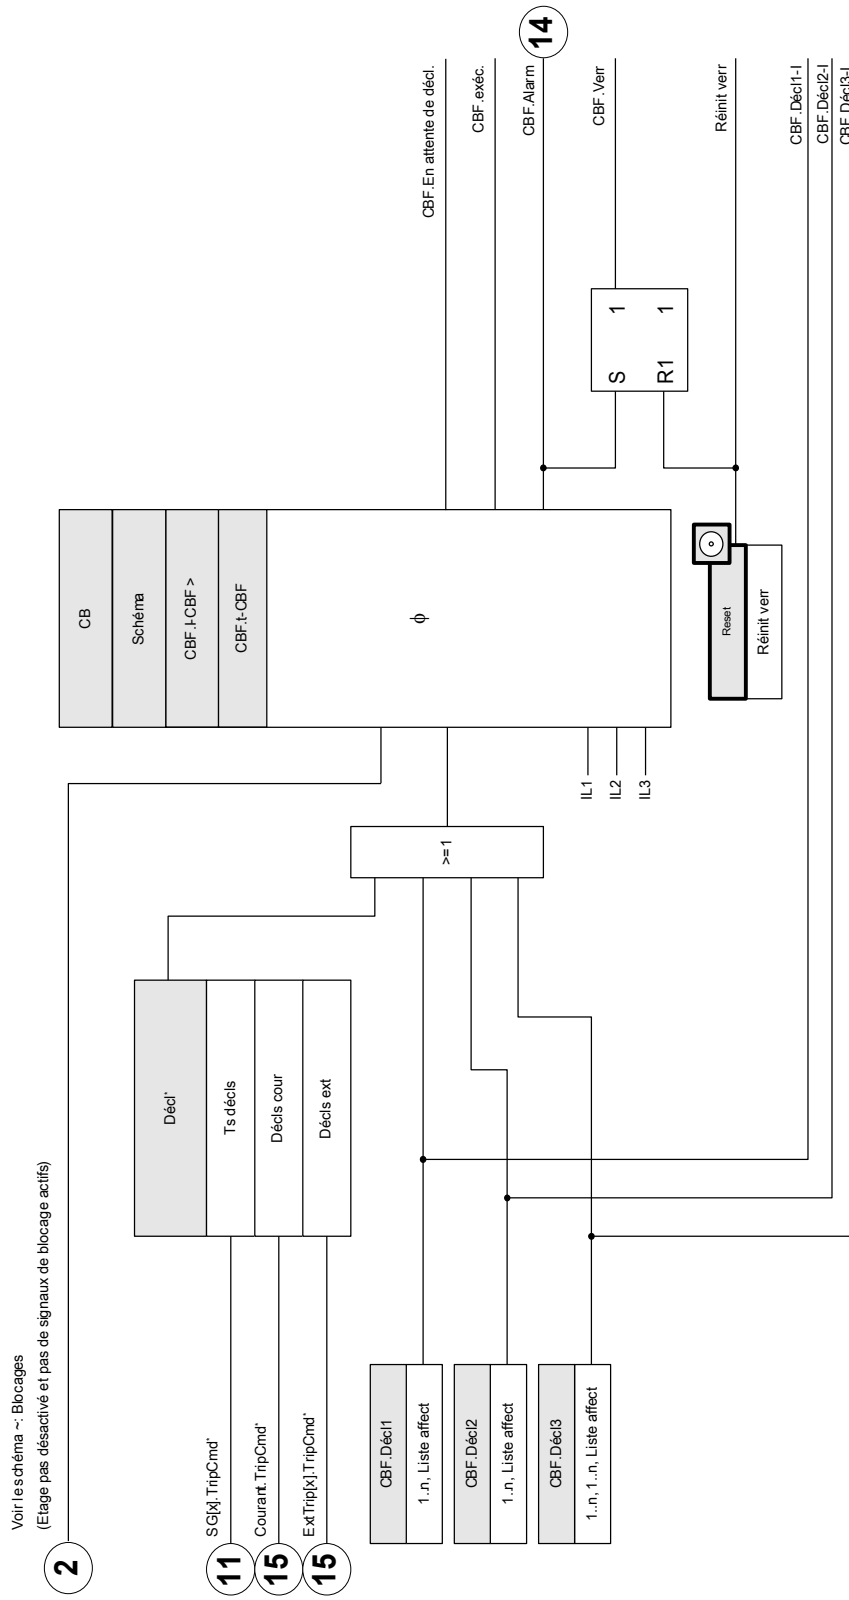 Voir le schéma ~: Blocages
(Etage pas désactivé et pas de signaux de blocage actifs)
2
SG[x].TripCmd*
11
Courant.TripCmd*
15
ExtTrip[x].TripCmd*
15
Décl*
Ts décls
Décls cour
Décls ext
CBF.Décl1
1..n, Liste affect
CBF.Décl2
1..n, Liste affect
CBF.Décl3
1..n, 1..n, Liste affect
>=1
CB
Schéma
CBF.I-CBF >
CBF.t-CBF
ϕ
IL1
IL2
IL3
CBF.En attente de décl.
CBF.exéc.
CBF.Alarm
14
S 1
R1 1
CBF.Verr
Reset
Réinit verr
Réinit verr
CBF.Décl1-I
CBF.Décl2-I
CBF.Décl3-I